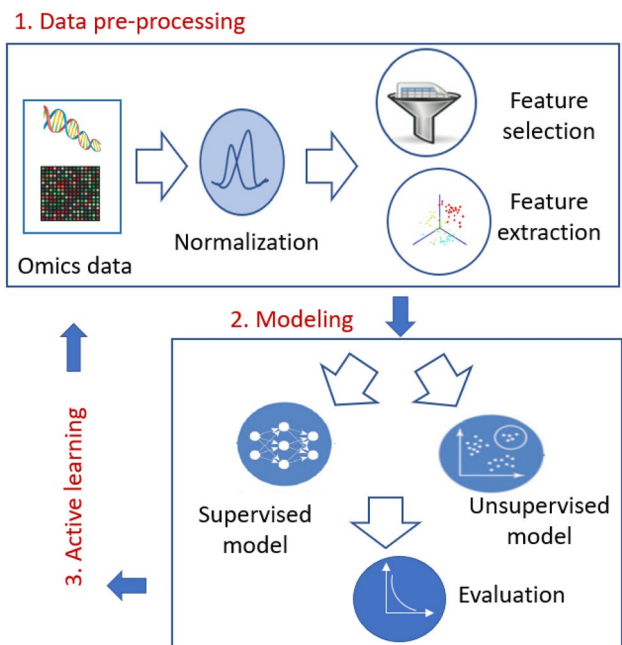 1. Data pre-processing
Feature
selection
Feature
extraction
Normalization
Omics data
2. Modeling
3. Active learning
Supervised
model
Unsupervised
model
Evaluation